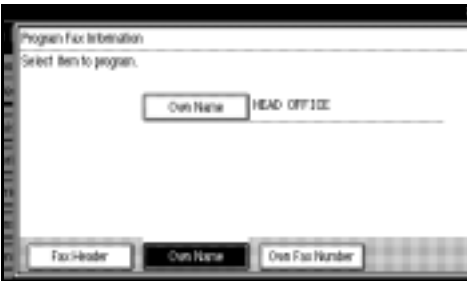 Program Fax Information
Select item to program.
Own Name HEAD OFFICE
Fax Header Own Name Own Fax Number